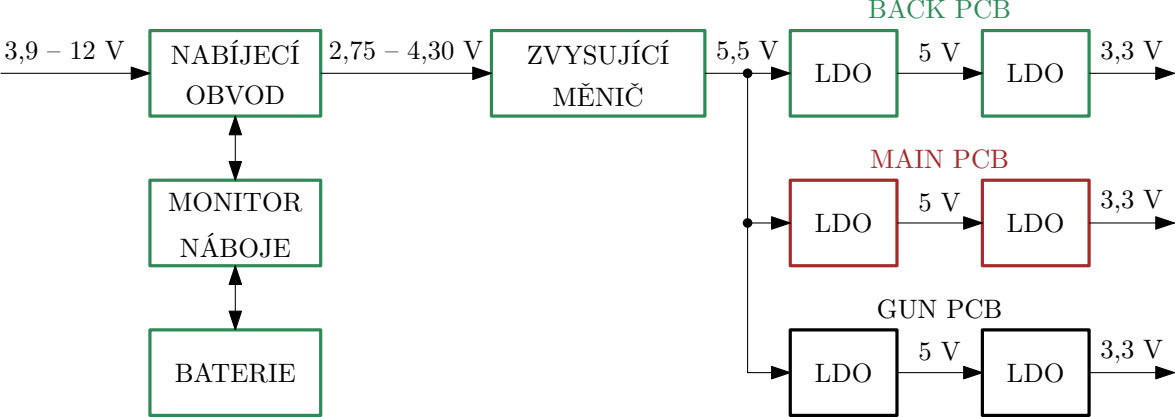 BACK PCB
3,9 – 12 V
NABÍJECÍ
OBVOD
2,75 – 4,30 V
ZVYSUJÍCÍ
MĚNIČ
5,5 V
LDO
5 V
LDO
3,3 V
MAIN PCB
MONITOR
NÁBOJE
LDO
5 V
LDO
3,3 V
GUN PCB
BATERIE
LDO
5 V
LDO
3,3 V